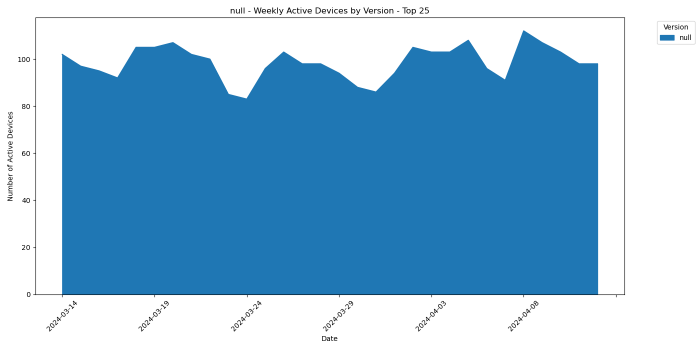 null - Weekly Active Devices by Version - Top 25
Version
null
Number of Active Devices
100
80
60
40
20
0
2024-03-14
2024-03-19
2024-03-24
2024-03-29
2024-04-03
2024-04-08
Date